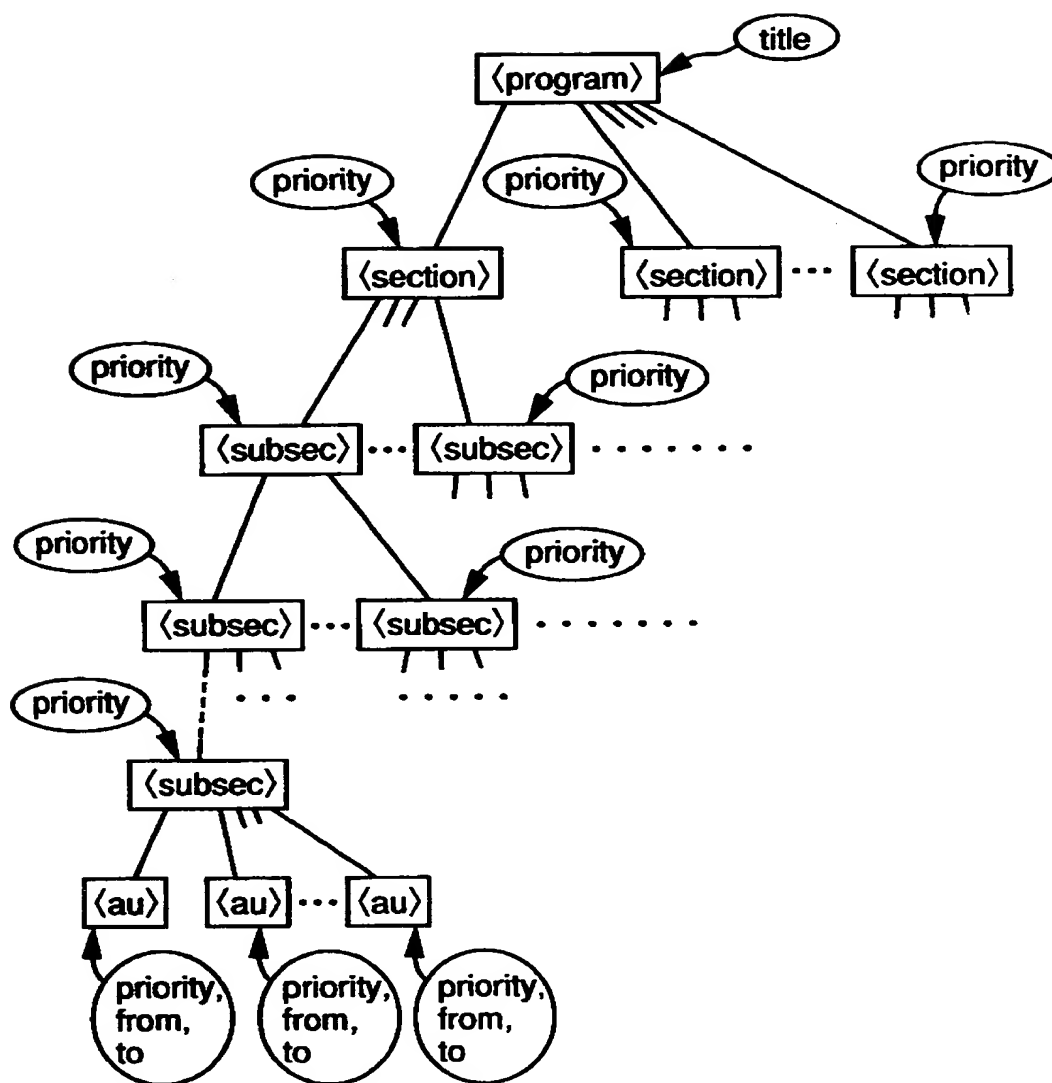 title
〈program〉
priority
priority
priority
〈section〉
〈section〉
〈section〉
priority
priority
〈subsec〉
〈subsec〉
priority
priority
〈subsec〉
〈subsec〉
priority
〈subsec〉
〈au〉
〈au〉
〈au〉
priority,
from,
to
priority,
from,
to
priority,
from,
to